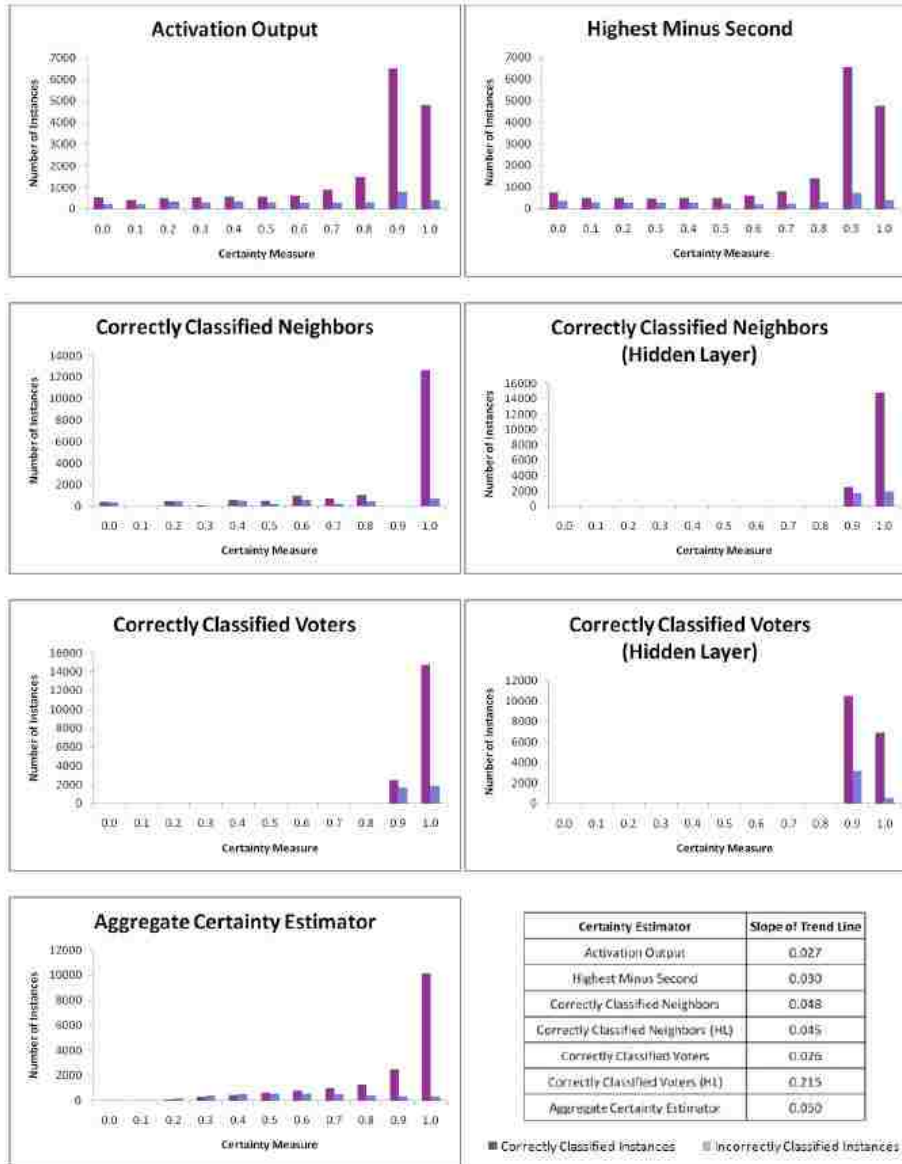 Activation Output
Number of Instances
7000
6000
5000
4000
3000
2000
1000
0
0.0 0.1 0.2 0.3 0.4 0.5 0.6 0.7 0.8 0.9 1.0
Certainty Measure
Highest Minus Second
Number of Instances
7000
6000
5000
4000
3000
2000
1000
0
0.0 0.1 0.2 0.3 0.4 0.5 0.6 0.7 0.8 0.9 1.0
Certainty Measure
Correctly Classified Neighbors
Number of Instances
14000
12000
10000
8000
6000
4000
2000
0
0.0 0.1 0.2 0.3 0.4 0.5 0.6 0.7 0.8 0.9 1.0
Certainty Measure
Correctly Classified Neighbors
(Hidden Layer)
Number of Instances
16000
14000
12000
10000
8000
6000
4000
2000
0
0.0 0.1 0.2 0.3 0.4 0.5 0.6 0.7 0.8 0.9 1.0
Certainty Measure
Correctly Classified Voters
Number of Instances
16000
14000
12000
10000
8000
6000
4000
2000
0
0.0 0.1 0.2 0.3 0.4 0.5 0.6 0.7 0.8 0.9 1.0
Certainty Measure
Correctly Classified Voters
(Hidden Layer)
Number of Instances
12000
10000
8000
6000
4000
2000
0
0.0 0.1 0.2 0.3 0.4 0.5 0.6 0.7 0.8 0.9 1.0
Certainty Measure
Aggregate Certainty Estimator
Number of Instances
12000
10000
8000
6000
4000
2000
0
0.0 0.1 0.2 0.3 0.4 0.5 0.6 0.7 0.8 0.9 1.0
Certainty Measure
Certainty Estimator Slope of Trend Line
Activation Output 0.027
Highest Minus Second 0.030
Correctly Classified Neighbors 0.048
Correctly Classified Neighbors (HL) 0.045
Correctly Classified Voters 0.026
Correctly Classified Voters (HL) 0.215
Aggregate Certainty Estimator 0.050
Correctly Classified Instances Incorrectly Classified Instances